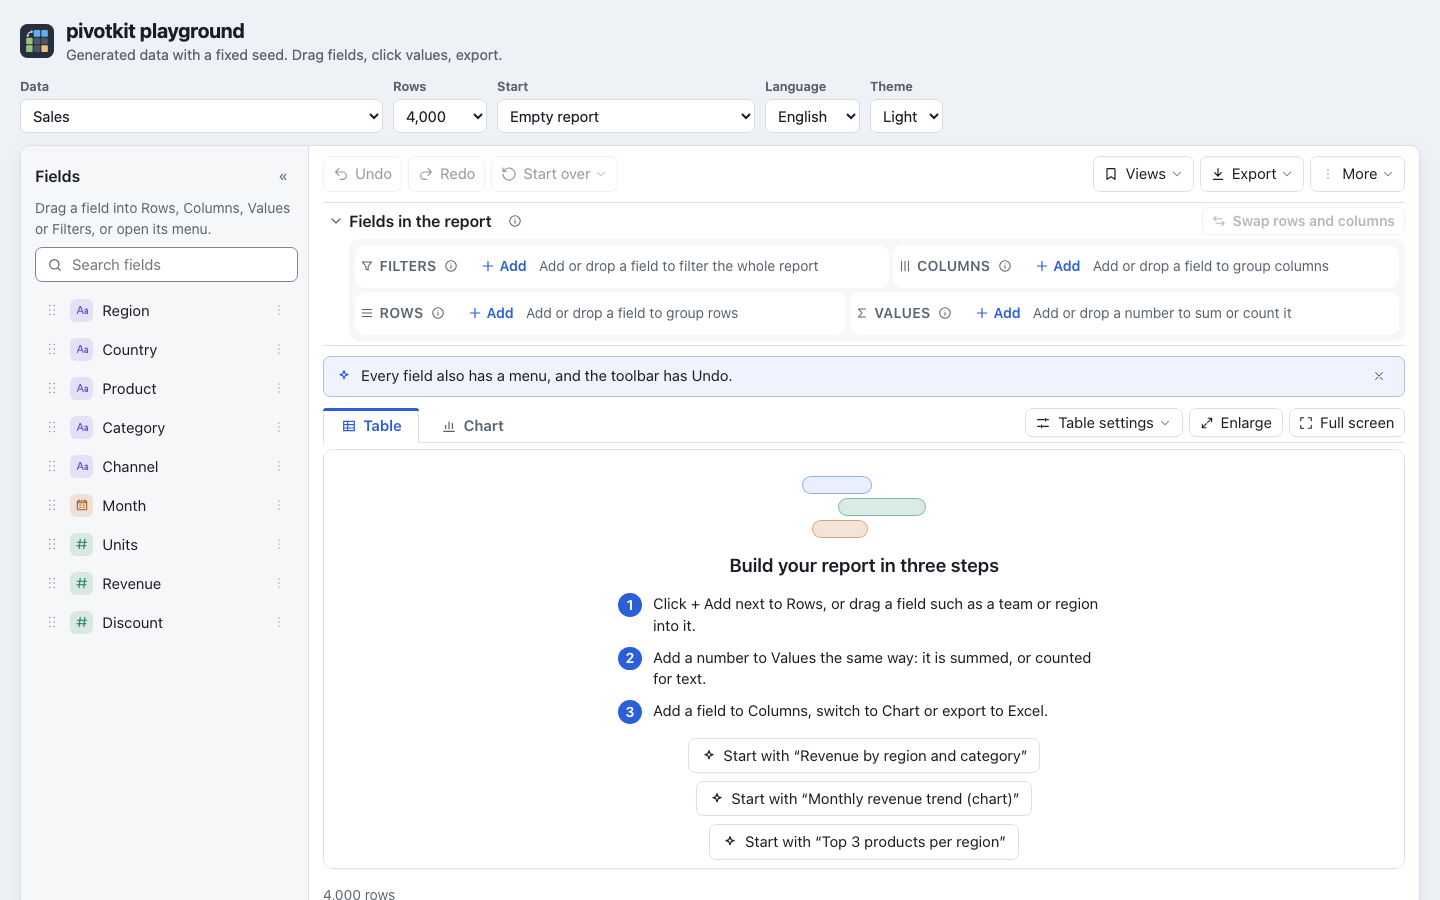 pivotkit playground
Generated data with a fixed seed. Drag fields, click values, export.
Data
Rows
Start
Language
Theme
Sales
4,000
Empty report
English
Light
Fields
«
Drag a field into Rows, Columns, Values
or Filters, or open its menu.
Search fields
Aa Region
Aa Country
Aa Product
Aa Category
Aa Channel
Month
# Units
# Revenue
# Discount
Undo
Redo
Start over
Views
Export
More
Fields in the report
Swap rows and columns
FILTERS
+ Add
Add or drop a field to filter the whole report
COLUMNS
+ Add
Add or drop a field to group columns
ROWS
+ Add
Add or drop a field to group rows
Σ VALUES
+ Add
Add or drop a number to sum or count it
Every field also has a menu, and the toolbar has Undo.
Table
Chart
Table settings
Enlarge
Full screen
Build your report in three steps
1 Click + Add next to Rows, or drag a field such as a team or region
into it.
2 Add a number to Values the same way: it is summed, or counted
for text.
3 Add a field to Columns, switch to Chart or export to Excel.
Start with “Revenue by region and category”
Start with “Monthly revenue trend (chart)”
Start with “Top 3 products per region”
4,000 rows